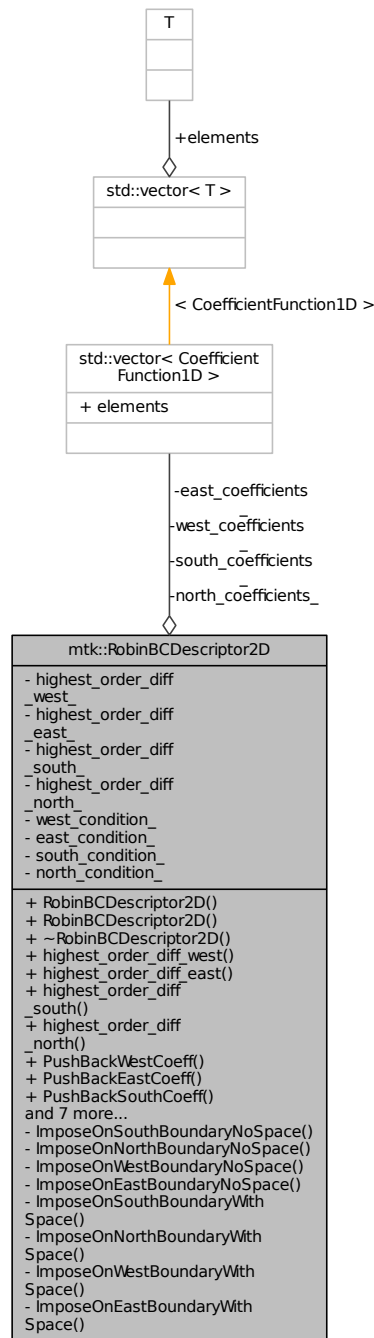 T
+elements
std::vector< T >
< CoefficientFunction1D >
std::vector< Coefficient
Function1D >
+ elements
-east_coefficients
_
-west_coefficients
_
-south_coefficients
_
-north_coefficients_
mtk::RobinBCDescriptor2D
- highest_order_diff
_west_
- highest_order_diff
_east_
- highest_order_diff
_south_
- highest_order_diff
_north_
- west_condition_
- east_condition_
- south_condition_
- north_condition_
+ RobinBCDescriptor2D()
+ RobinBCDescriptor2D()
+ ~RobinBCDescriptor2D()
+ highest_order_diff_west()
+ highest_order_diff_east()
+ highest_order_diff
_south()
+ highest_order_diff
_north()
+ PushBackWestCoeff()
+ PushBackEastCoeff()
+ PushBackSouthCoeff()
and 7 more...
- ImposeOnSouthBoundaryNoSpace()
- ImposeOnNorthBoundaryNoSpace()
- ImposeOnWestBoundaryNoSpace()
- ImposeOnEastBoundaryNoSpace()
- ImposeOnSouthBoundaryWith
Space()
- ImposeOnNorthBoundaryWith
Space()
- ImposeOnWestBoundaryWith
Space()
- ImposeOnEastBoundaryWith
Space()